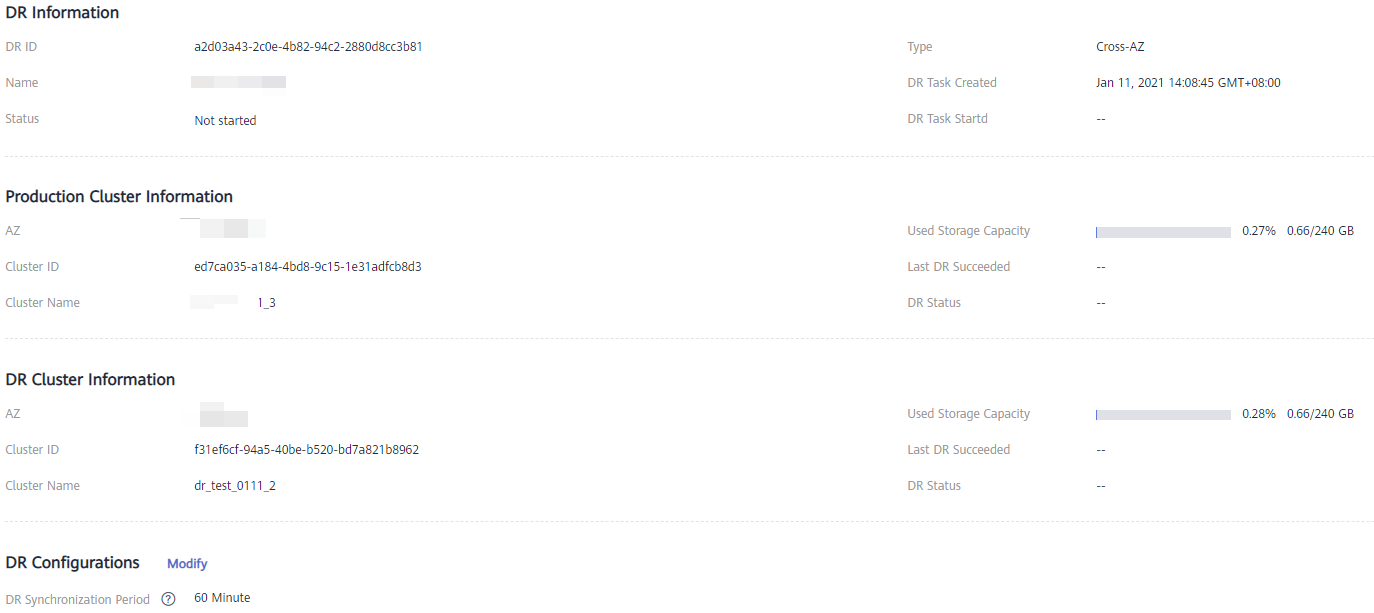 DR Information
DR ID a2d03a43-2c0e-4b82-94c2-2880d8cc3b81 Type Cross-AZ
Name DR Task Created Jan 11, 2021 14:08:45 GMT+08:00
Status Not started DR Task Startd --
Production Cluster Information
AZ Used Storage Capacity 0.27% 0.66/240 GB
Cluster ID ed7ca035-a184-4bd8-9c15-1e31adfcb8d3 Last DR Succeeded --
Cluster Name 1_3 DR Status --
DR Cluster Information
AZ Used Storage Capacity 0.28% 0.66/240 GB
Cluster ID f31ef6cf-94a5-40be-b520-bd7a821b8962 Last DR Succeeded --
Cluster Name dr_test_0111_2 DR Status --
DR Configurations Modify
DR Synchronization Period ? 60 Minute